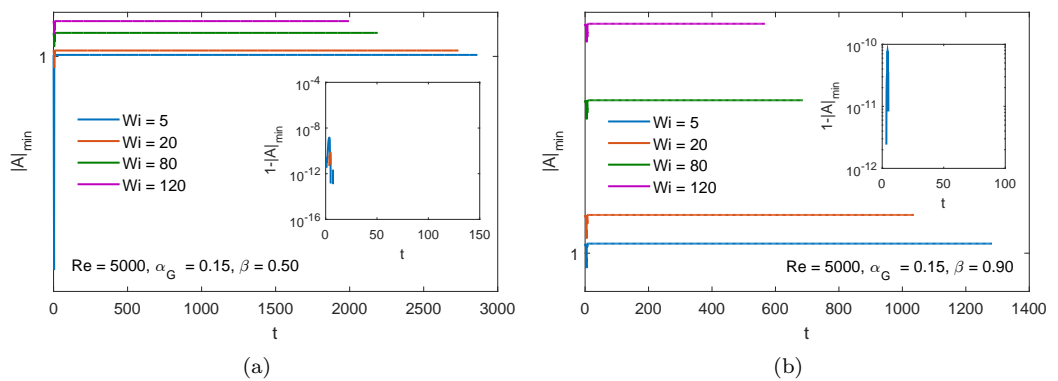 1
|A|min
Wi = 5
Wi = 20
Wi = 80
Wi = 120
10^-4
10^-8
10^-12
10^-16
1-|A|min
0 50 100 150
t
Re = 5000, αG = 0.15, β = 0.50
0 500 1000 1500 2000 2500 3000
t
(a)
1
|A|min
Wi = 5
Wi = 20
Wi = 80
Wi = 120
10^-10
10^-11
10^-12
1-|A|min
0 50 100
t
Re = 5000, αG = 0.15, β = 0.90
0 200 400 600 800 1000 1200 1400
t
(b)